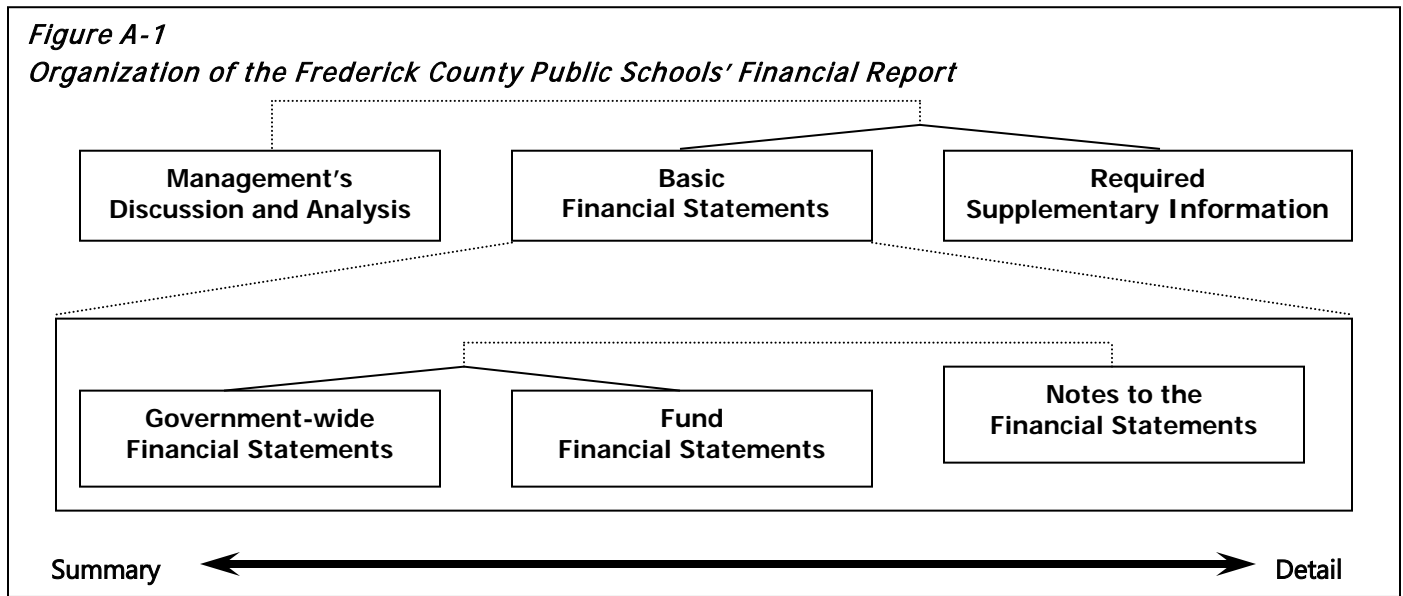 Figure A-1
Organization of the Frederick County Public Schools' Financial Report
Management's
Discussion and Analysis
Basic
Financial Statements
Required
Supplementary Information
Government-wide
Financial Statements
Fund
Financial Statements
Notes to the
Financial Statements
Summary
Detail